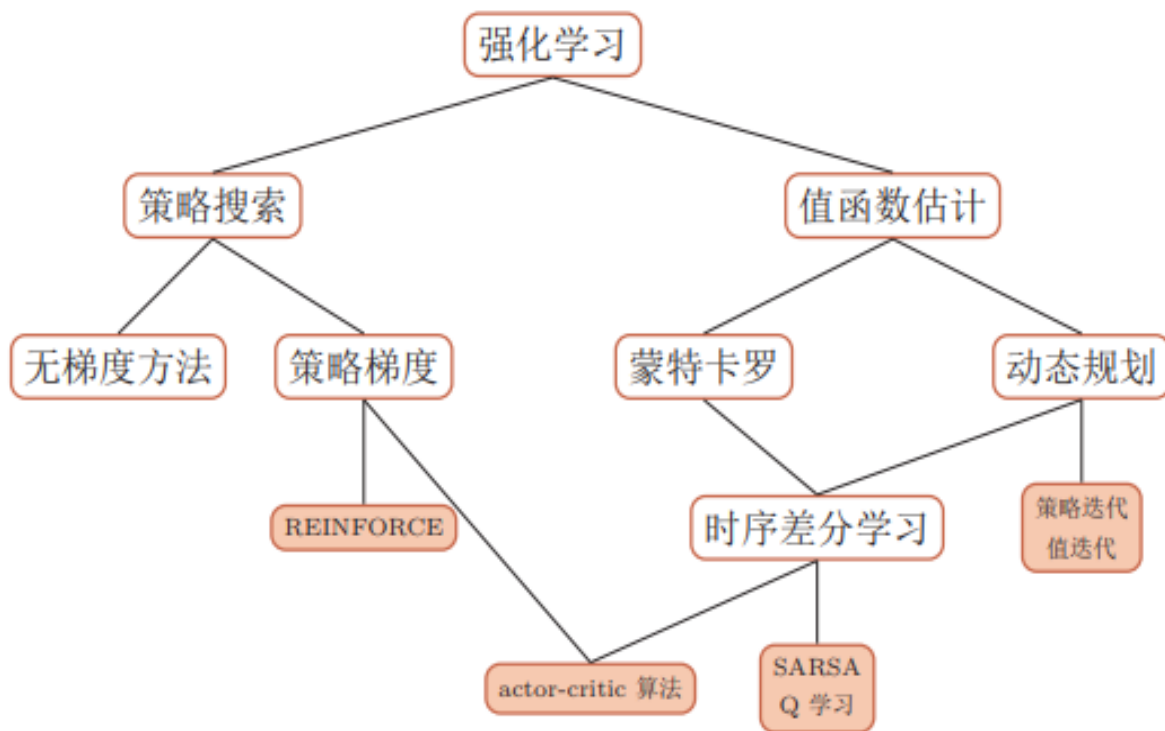 强化学习
策略搜索
值函数估计
无梯度方法
策略梯度
蒙特卡罗
动态规划
REINFORCE
时序差分学习
策略迭代
值迭代
actor-critic 算法
SARSA
Q 学习